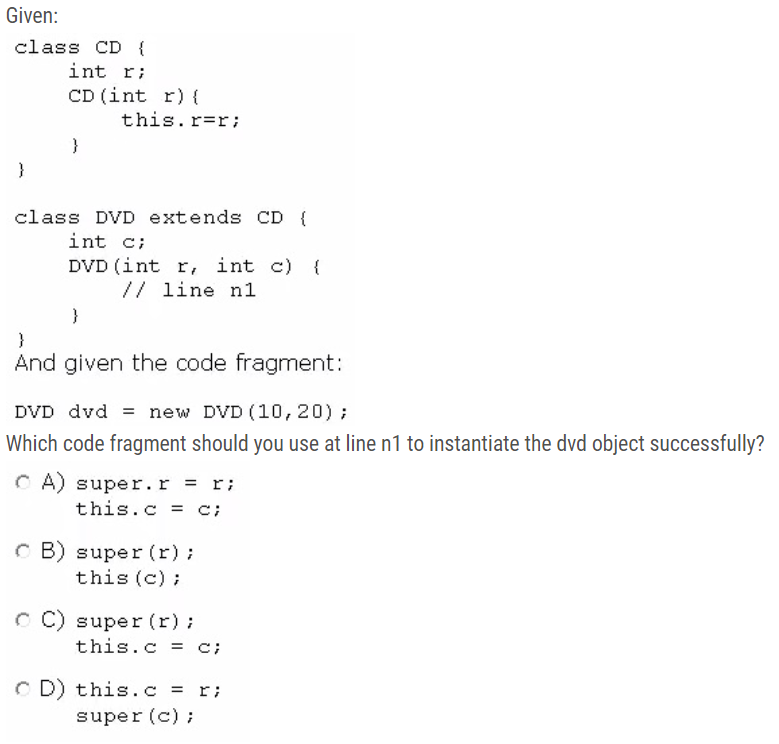 Given:
class CD {
int r;
CD(int r){
this.r=r;
}
}
class DVD extends CD {
int c;
DVD(int r, int c) {
// line n1
}
}
And given the code fragment:
DVD dvd = new DVD(10,20);
Which code fragment should you use at line n1 to instantiate the dvd object successfully?
A) super.r = r;
this.c = c;
B) super(r);
this(c);
C) super(r);
this.c = c;
D) this.c = r;
super(c);